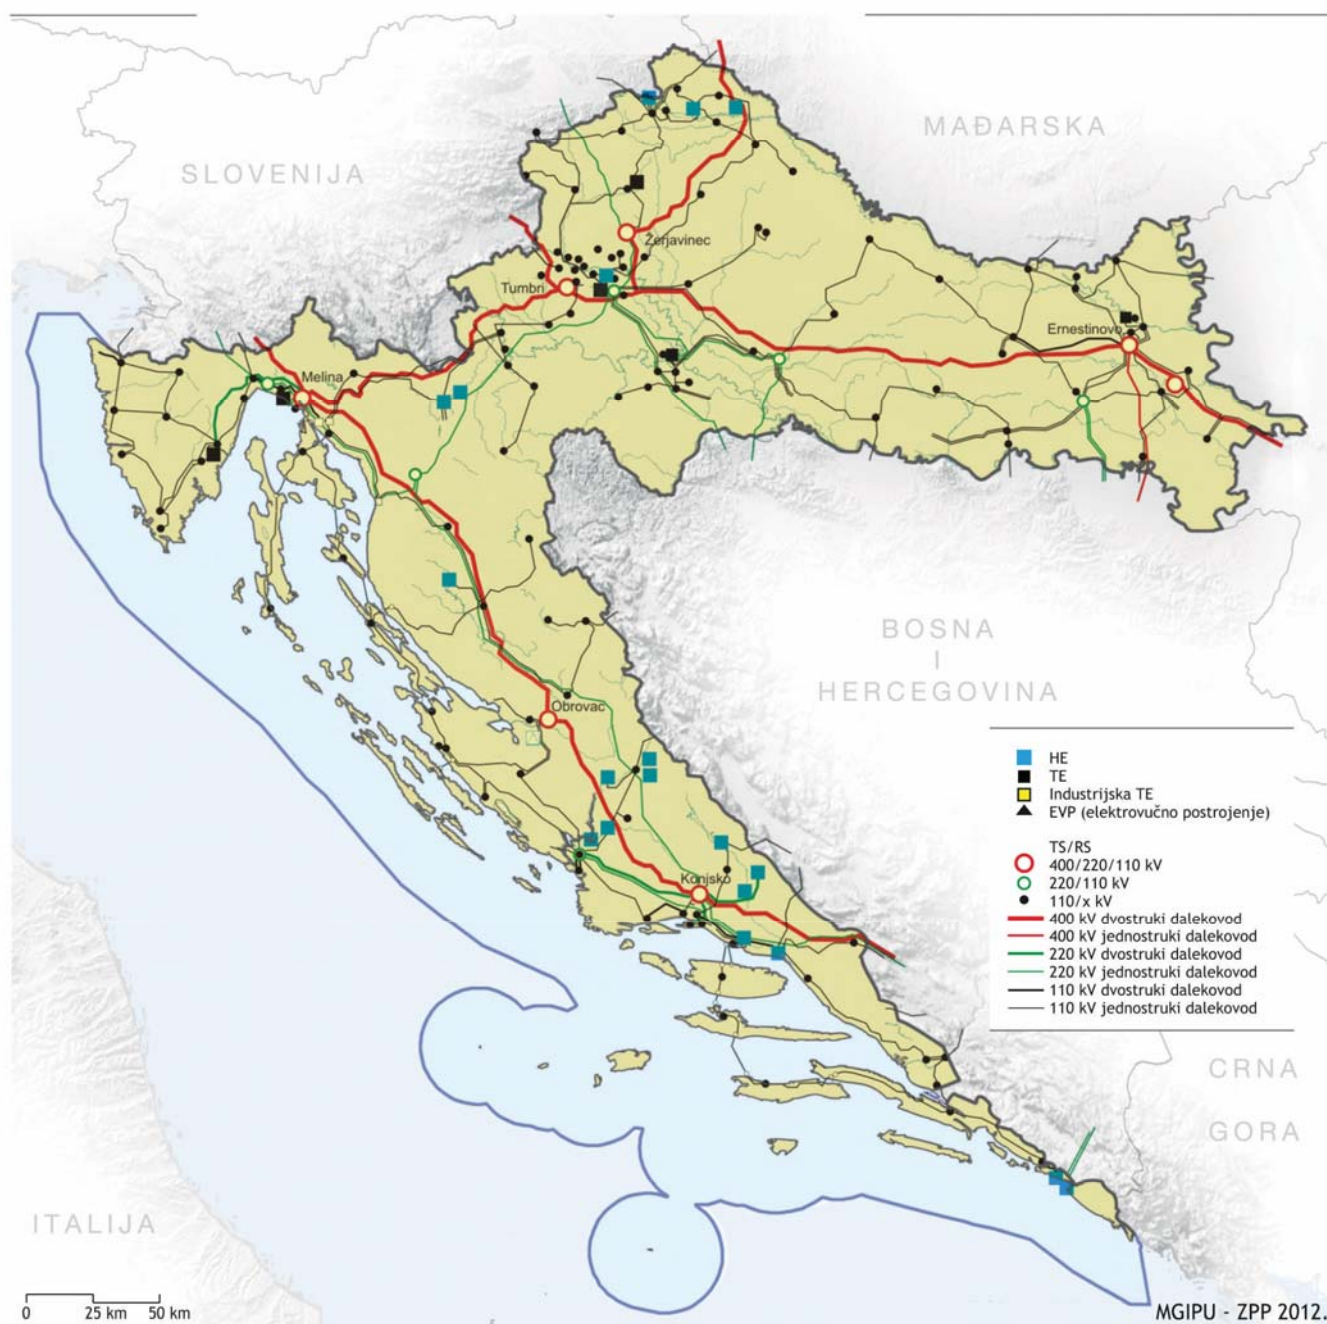 MAĐARSKA
SLOVENIJA
Žerjavinec
Tumbri
Ernestinovo
Melina
BOSNA
I
HERCEGOVINA
Obrovac
HE
TE
Industrijska TE
EVP (elektrovučno postrojenje)
TS/RS
400/220/110 kV
220/110 kV
110/x kV
400 kV dvostruki dalekovod
400 kV jednostruki dalekovod
220 kV dvostruki dalekovod
220 kV jednostruki dalekovod
110 kV dvostruki dalekovod
110 kV jednostruki dalekovod
Konjsko
CRNA
GORA
ITALIJA
0 25 km 50 km
MGIPU - ZPP 2012.